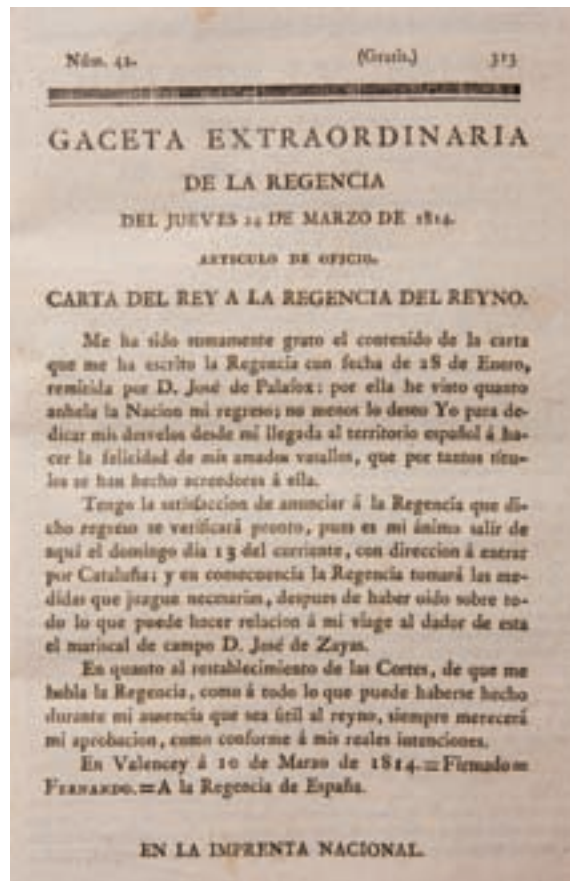 Núm. 42. (Gratis.) 313
GACETA EXTRAORDINARIA
DE LA REGENCIA
DEL JUEVES 24 DE MARZO DE 1814.
ARTICULO DE OFICIO.
CARTA DEL REY A LA REGENCIA DEL REYNO.
Me ha sido sumamente grato el contenido de la carta
que me ha escrito la Regencia con fecha de 28 de Enero,
remitida por D. José de Palafox: por ella he visto quanto
anhela la Nacion mi regreso; no menos lo deseo Yo para de-
dicar mis desvelos desde mi llegada al territorio español á ha-
cer la felicidad de mis amados vasallos, que por tantos títu-
los se han hecho acreedores á ella.
Tengo la satisfaccion de anunciar á la Regencia que di-
cho regreso se verificará pronto, pues es mi ánimo salir de
aquí el domingo dia 13 del corriente, con direccion á entrar
por Cataluña; y en consecuencia la Regencia tomará las me-
didas que juzgue necesarias, despues de haber oido sobre to-
do lo que puede hacer relacion á mi viage al dador de esta
el mariscal de campo D. José de Zayas.
En quanto al restablecimiento de las Cortes, de que me
habla la Regencia, como á todo lo que puede haberse hecho
durante mi ausencia que sea útil al reyno, siempre merecerá
mi aprobacion, como conforme á mis reales intenciones.
En Valencey á 10 de Marzo de 1814.=Firmado=
FERNANDO.=A la Regencia de España.
EN LA IMPRENTA NACIONAL.